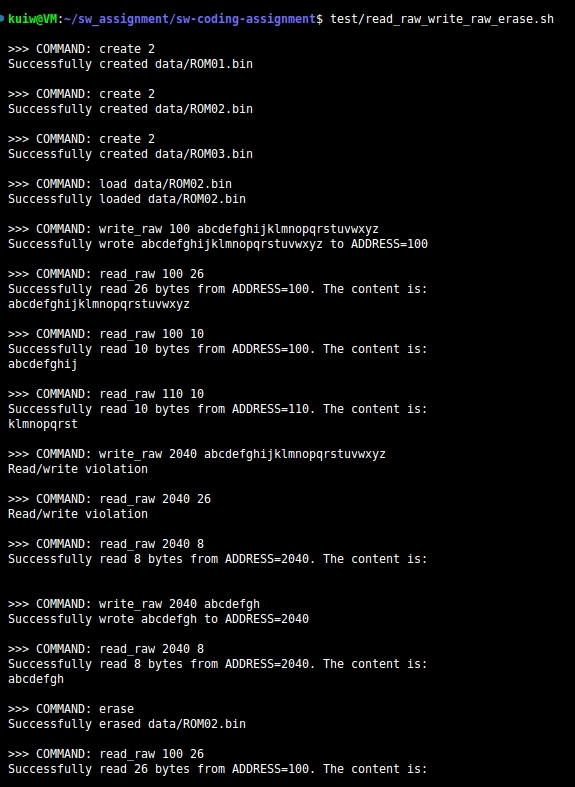 kuiw@VM:~/sw_assignment/sw-coding-assignment$ test/read_raw_write_raw_erase.sh
>>> COMMAND: create 2
Successfully created data/ROM01.bin
>>> COMMAND: create 2
Successfully created data/ROM02.bin
>>> COMMAND: create 2
Successfully created data/ROM03.bin
>>> COMMAND: load data/ROM02.bin
Successfully loaded data/ROM02.bin
>>> COMMAND: write_raw 100 abcdefghijklmnopqrstuvwxyz
Successfully wrote abcdefghijklmnopqrstuvwxyz to ADDRESS=100
>>> COMMAND: read_raw 100 26
Successfully read 26 bytes from ADDRESS=100. The content is:
abcdefghijklmnopqrstuvwxyz
>>> COMMAND: read_raw 100 10
Successfully read 10 bytes from ADDRESS=100. The content is:
abcdefghij
>>> COMMAND: read_raw 110 10
Successfully read 10 bytes from ADDRESS=110. The content is:
klmnopqrst
>>> COMMAND: write_raw 2040 abcdefghijklmnopqrstuvwxyz
Read/write violation
>>> COMMAND: read_raw 2040 26
Read/write violation
>>> COMMAND: read_raw 2040 8
Successfully read 8 bytes from ADDRESS=2040. The content is:
>>> COMMAND: write_raw 2040 abcdefgh
Successfully wrote abcdefgh to ADDRESS=2040
>>> COMMAND: read_raw 2040 8
Successfully read 8 bytes from ADDRESS=2040. The content is:
abcdefgh
>>> COMMAND: erase
Successfully erased data/ROM02.bin
>>> COMMAND: read_raw 100 26
Successfully read 26 bytes from ADDRESS=100. The content is: